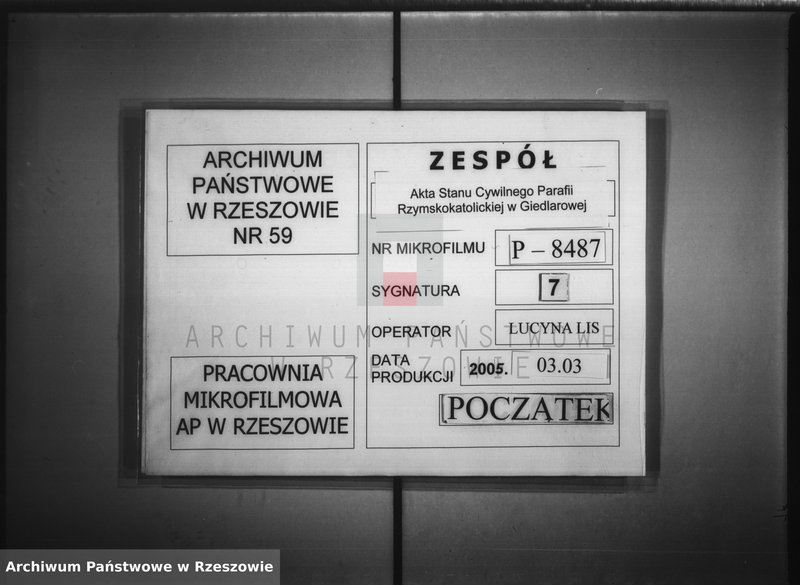 ARCHIWUM
PAŃSTWOWE
W RZESZOWIE
NR 59
PRACOWNIA
MIKROFILMOWA
AP W RZESZOWIE
ZESPÓŁ
Akta Stanu Cywilnego Parafii
Rzymskokatolickiej w Giedlarowej
NR MIKROFILMU P – 8487
SYGNATURA 7
OPERATOR ŁUCYNA LIS
DATA
PRODUKCJI 2005. 03.03
POCZĄTEK
ARCHIWUM PAŃSTWOWE
W RZESZOWIE
Archiwum Państwowe w Rzeszowie